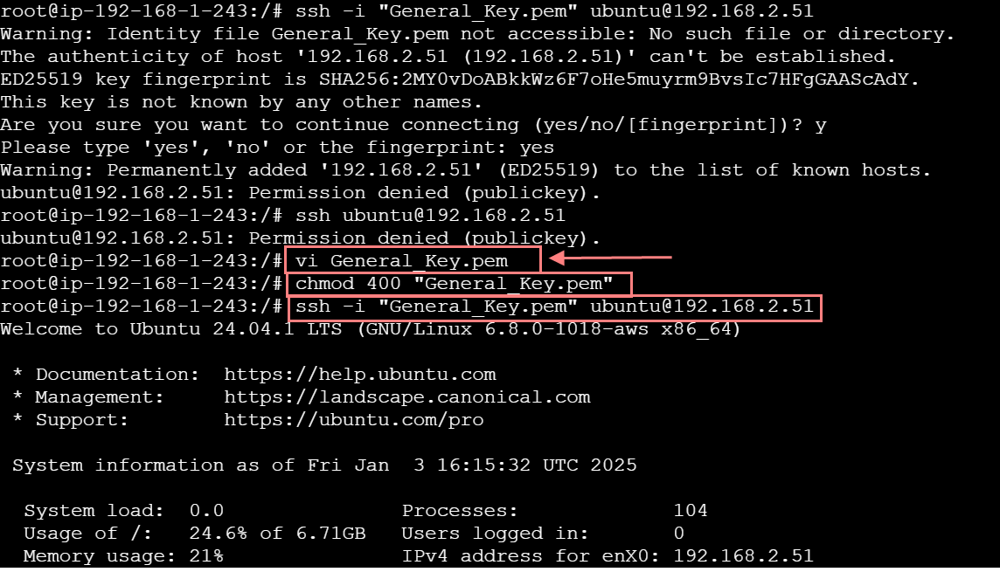 root@ip-192-168-1-243:/# ssh -i "General_Key.pem" ubuntu@192.168.2.51
Warning: Identity file General_Key.pem not accessible: No such file or directory.
The authenticity of host '192.168.2.51 (192.168.2.51)' can't be established.
ED25519 key fingerprint is SHA256:2MY0vDoABkkWz6F7oHe5muyrm9BvsIc7HFgGAAScAdY.
This key is not known by any other names.
Are you sure you want to continue connecting (yes/no/[fingerprint])? y
Please type 'yes', 'no' or the fingerprint: yes
Warning: Permanently added '192.168.2.51' (ED25519) to the list of known hosts.
ubuntu@192.168.2.51: Permission denied (publickey).
root@ip-192-168-1-243:/# ssh ubuntu@192.168.2.51
ubuntu@192.168.2.51: Permission denied (publickey).
root@ip-192-168-1-243:/# vi General_Key.pem
root@ip-192-168-1-243:/# chmod 400 "General_Key.pem"
root@ip-192-168-1-243:/# ssh -i "General_Key.pem" ubuntu@192.168.2.51
Welcome to Ubuntu 24.04.1 LTS (GNU/Linux 6.8.0-1018-aws x86_64)
* Documentation:  https://help.ubuntu.com
* Management:     https://landscape.canonical.com
* Support:        https://ubuntu.com/pro
System information as of Fri Jan  3 16:15:32 UTC 2025
System load:  0.0               Processes:             104
Usage of /:   24.6% of 6.71GB   Users logged in:       0
Memory usage: 21%               IPv4 address for enX0: 192.168.2.51